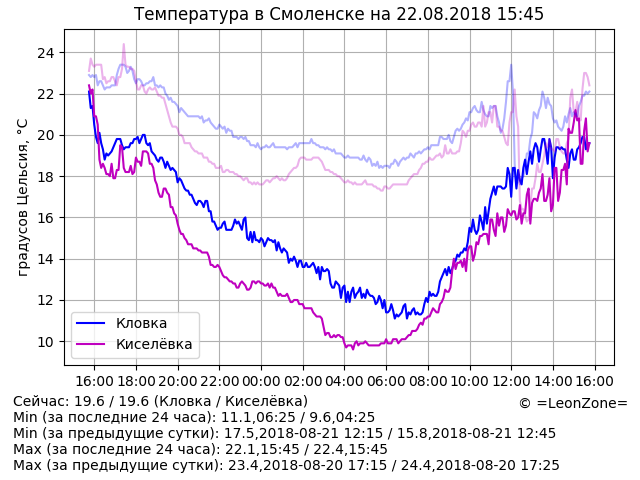 Температура в Смоленске на 22.08.2018 15:45
градусов Цельсия, °C
24
22
20
18
16
14
12
10
Кловка
Киселёвка
16:00 18:00 20:00 22:00 00:00 02:00 04:00 06:00 08:00 10:00 12:00 14:00 16:00
Сейчас: 19.6 / 19.6 (Кловка / Киселёвка)
© =LeonZone=
Min (за последние 24 часа): 11.1,06:25 / 9.6,04:25
Min (за предыдущие сутки): 17.5,2018-08-21 12:15 / 15.8,2018-08-21 12:45
Max (за последние 24 часа): 22.1,15:45 / 22.4,15:45
Max (за предыдущие сутки): 23.4,2018-08-20 17:15 / 24.4,2018-08-20 17:25